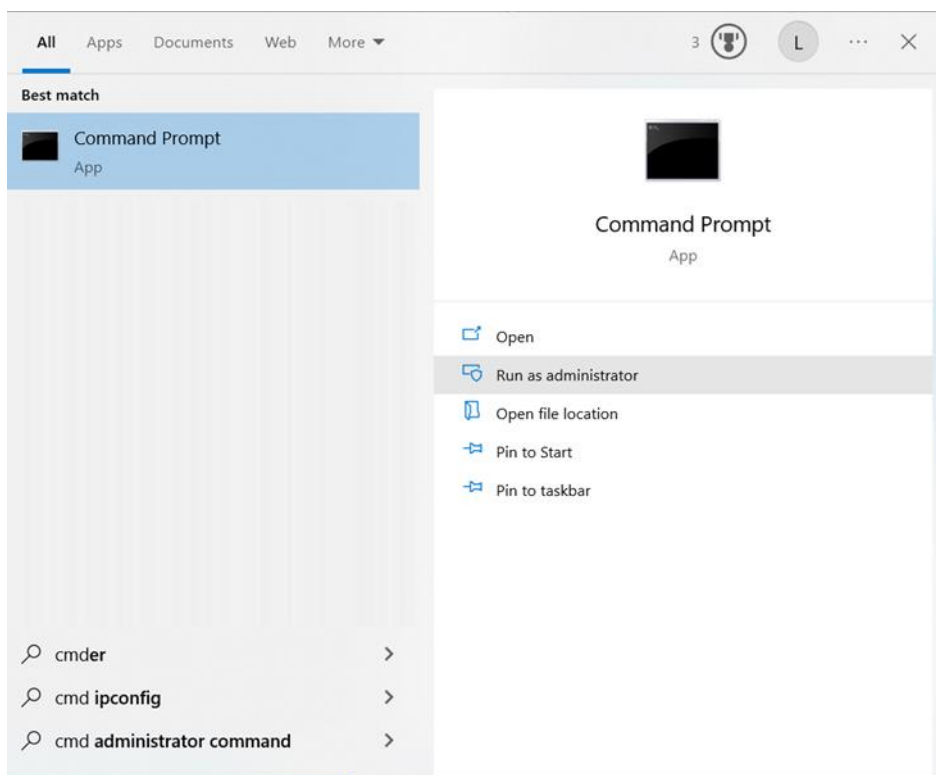 All Apps Documents Web More 3 L ...
Best match
Command Prompt
App
Command Prompt
App
Open
Run as administrator
Open file location
Pin to Start
Pin to taskbar
cmder
cmd ipconfig
cmd administrator command